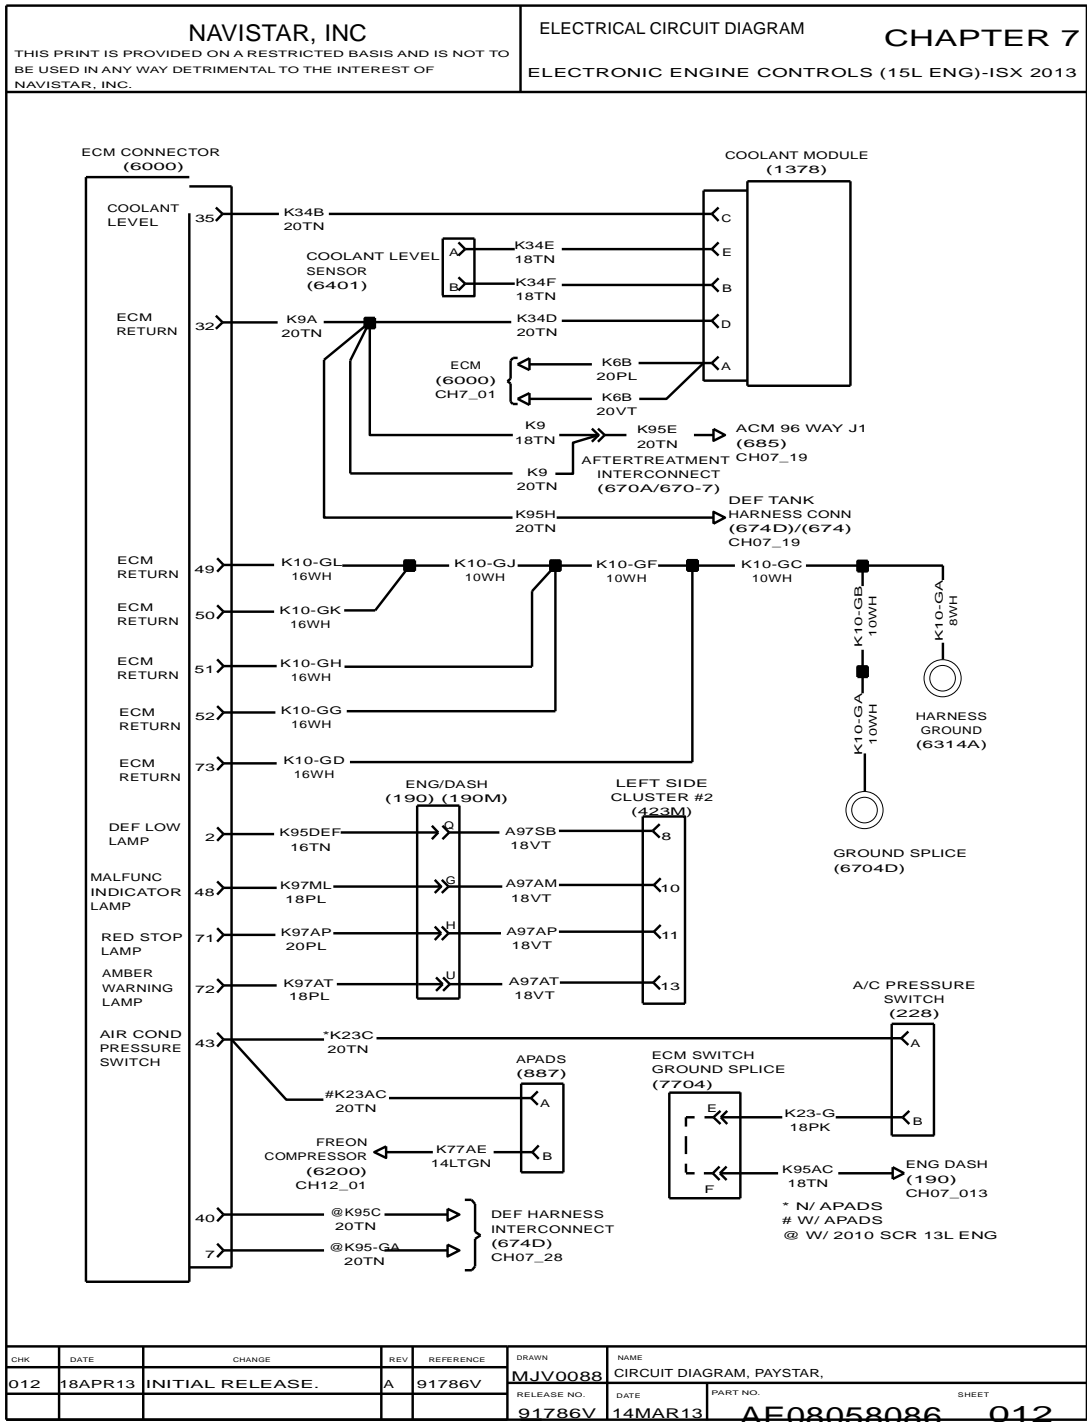 NAVISTAR, INC
THIS PRINT IS PROVIDED ON A RESTRICTED BASIS AND IS NOT TO
BE USED IN ANY WAY DETRIMENTAL TO THE INTEREST OF
NAVISTAR, INC.
ELECTRICAL CIRCUIT DIAGRAM
CHAPTER 7
ELECTRONIC ENGINE CONTROLS (15L ENG)-ISX 2013
ECM CONNECTOR
(6000)
COOLANT MODULE
(1378)
COOLANT
LEVEL
35
K34B
20TN
C
COOLANT LEVEL
SENSOR
(6401)
A
K34E
18TN
E
B
K34F
18TN
B
ECM
RETURN
32
K9A
20TN
K34D
20TN
D
ECM
(6000)
CH7_01
K6B
20PL
A
K6B
20VT
K9
18TN
K95E
20TN
ACM 96 WAY J1
(685)
CH07_19
K9
20TN
AFTERTREATMENT
INTERCONNECT
(670A/670-7)
K95H
20TN
DEF TANK
HARNESS CONN
(674D)/(674)
CH07_19
ECM
RETURN
49
K10-GL
16WH
K10-GJ
10WH
K10-GF
10WH
K10-GC
10WH
ECM
RETURN
50
K10-GK
16WH
K10-GB
10WH
K10-GA
8WH
ECM
RETURN
51
K10-GH
16WH
ECM
RETURN
52
K10-GG
16WH
K10-GA
10WH
HARNESS
GROUND
(6314A)
ECM
RETURN
73
K10-GD
16WH
ENG/DASH
(190) (190M)
LEFT SIDE
CLUSTER #2
(423M)
DEF LOW
LAMP
2
K95DEF
16TN
Q
A97SB
18VT
8
GROUND SPLICE
(6704D)
MALFUNC
INDICATOR
LAMP
48
K97ML
18PL
G
A97AM
18VT
10
RED STOP
LAMP
71
K97AP
20PL
H
A97AP
18VT
11
AMBER
WARNING
LAMP
72
K97AT
18PL
U
A97AT
18VT
13
A/C PRESSURE
SWITCH
(228)
AIR COND
PRESSURE
SWITCH
43
*K23C
20TN
A
APADS
(887)
ECM SWITCH
GROUND SPLICE
(7704)
#K23AC
20TN
A
E
K23-G
18PK
B
FREON
COMPRESSOR
(6200)
CH12_01
K77AE
14LTGN
B
F
K95AC
18TN
ENG DASH
(190)
CH07_013
* N/ APADS
# W/ APADS
@ W/ 2010 SCR 13L ENG
40
@K95C
20TN
7
@K95-GA
20TN
DEF HARNESS
INTERCONNECT
(674D)
CH07_28
CHK DATE CHANGE REV REFERENCE
012 18APR13 INITIAL RELEASE. A 91786V
DRAWN
MJV0088
NAME
CIRCUIT DIAGRAM, PAYSTAR,
RELEASE NO.
91786V
DATE
14MAR13
PART NO.
AF08058086
SHEET
012